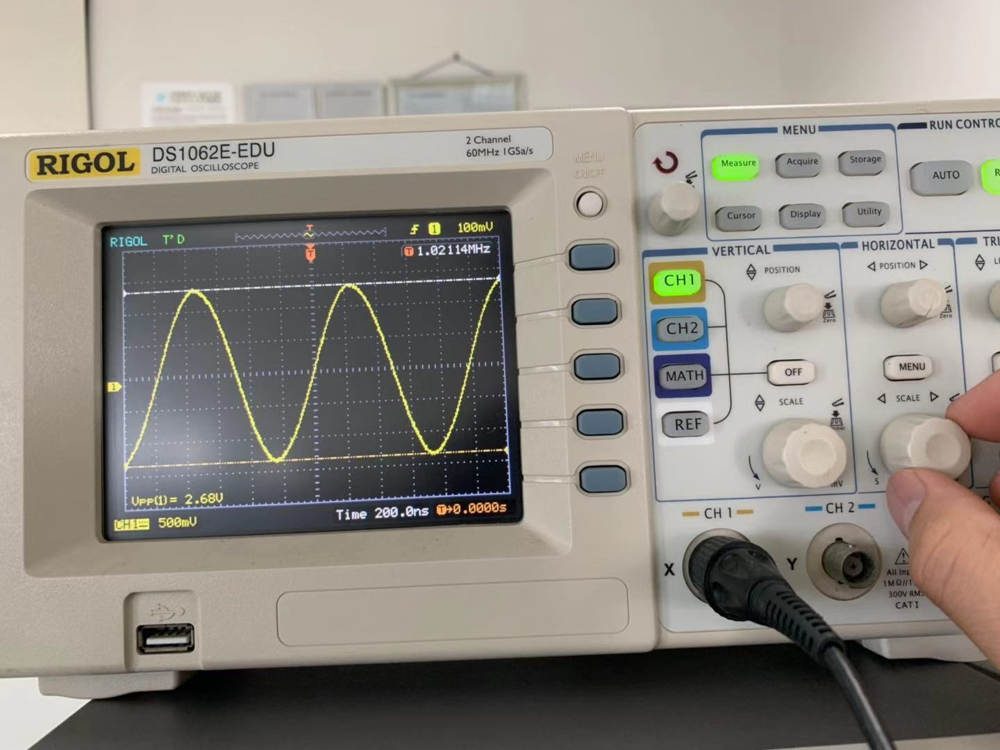 RIGOL
DS1062E-EDU
DIGITAL OSCILLOSCOPE
2 Channel
60MHz 1GSa/s
MENU
ON/OFF
RIGOL T'D
T
1 100mV
T 1.02114MHz
T
1
Vpp(1)= 2.68V
CH1 500mV
Time 200.0ns T→0.0000s
MENU
Measure
Acquire
Storage
Cursor
Display
Utility
RUN CONTRO
AUTO
R
VERTICAL
POSITION
CH1
CH2
MATH
REF
OFF
SCALE
Zero
V
mV
HORIZONTAL
POSITION
Zero
MENU
SCALE
S
TRI
CH 1
CH 2
X
Y
All Inp
1MΩ//1
300V RMS
CAT I